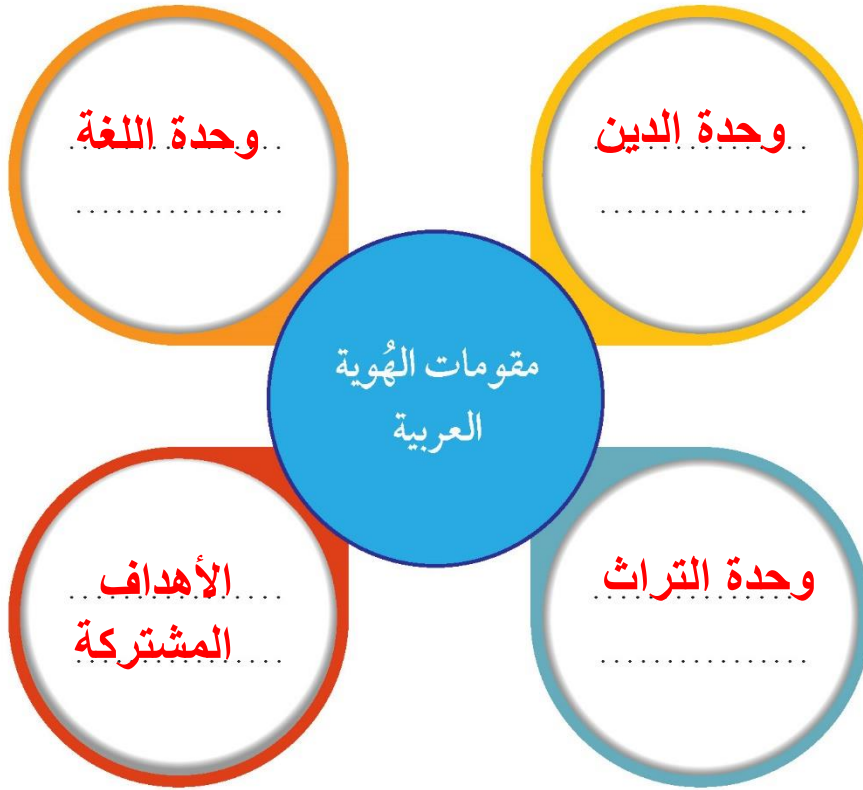 وحدة الدين
وحدة اللغة
مقومات الهُوية
العربية
وحدة التراث
الأهداف
المشتركة